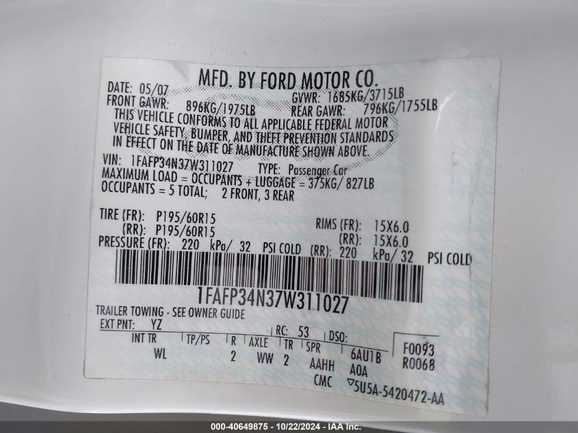 MFD. BY FORD MOTOR CO.
DATE: 05/07 GVWR: 1685KG/3715LB
FRONT GAWR: 896KG/1975LB REAR GAWR: 796KG/1755LB
THIS VEHICLE CONFORMS TO ALL APPLICABLE FEDERAL MOTOR
VEHICLE SAFETY, BUMPER, AND THEFT PREVENTION STANDARDS
IN EFFECT ON THE DATE OF MANUFACTURE SHOWN ABOVE.
VIN: 1FAFP34N37W311027 TYPE: Passenger Car
MAXIMUM LOAD = OCCUPANTS + LUGGAGE = 375KG/ 827LB
OCCUPANTS = 5 TOTAL; 2 FRONT, 3 REAR
TIRE (FR): P195/60R15 RIMS (FR): 15X6.0
(RR): P195/60R15 (RR): 15X6.0
PRESSURE (FR): 220 kPa/ 32 PSI COLD (RR): 220 kPa/ 32 PSI COLD
1FAFP34N37W311027
TRAILER TOWING - SEE OWNER GUIDE
EXT PNT: YZ RC: 53 DSO: F0093
INT TR TP/PS R AXLE TR SPR 6AU1B R0068
WL 2 WW 2 AAHH A0A
CMC 5U5A-5420472-AA
000-40649875 - 10/22/2024 - IAA Inc.